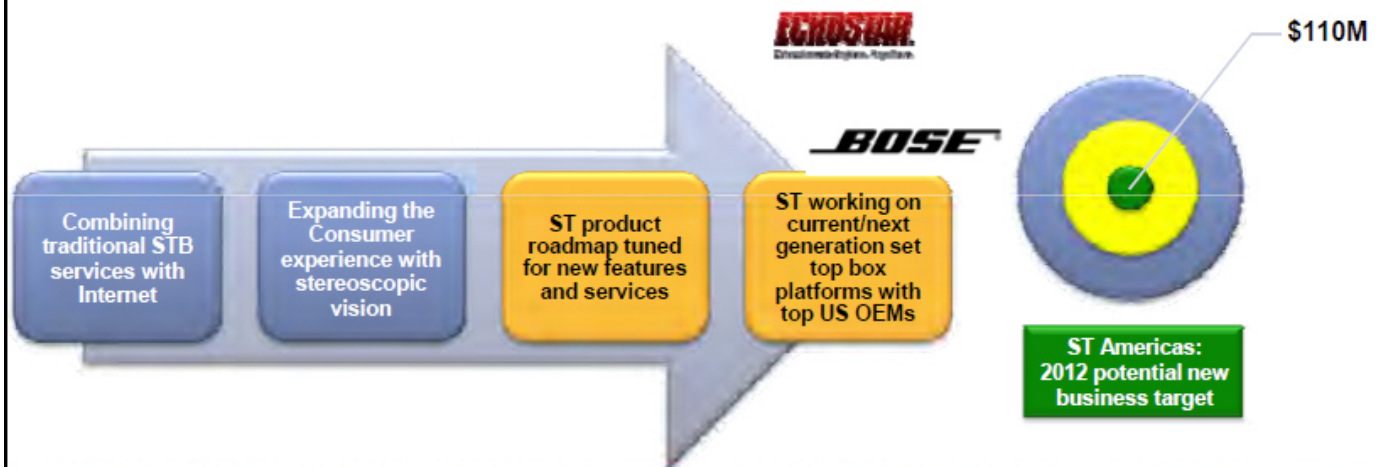 ECHOSTAR.
$110M
BOSE
Combining
traditional STB
services with
Internet
Expanding the
Consumer
experience with
stereoscopic
vision
ST product
roadmap tuned
for new features
and services
ST working on
current/next
generation set
top box
platforms with
top US OEMs
ST Americas:
2012 potential new
business target